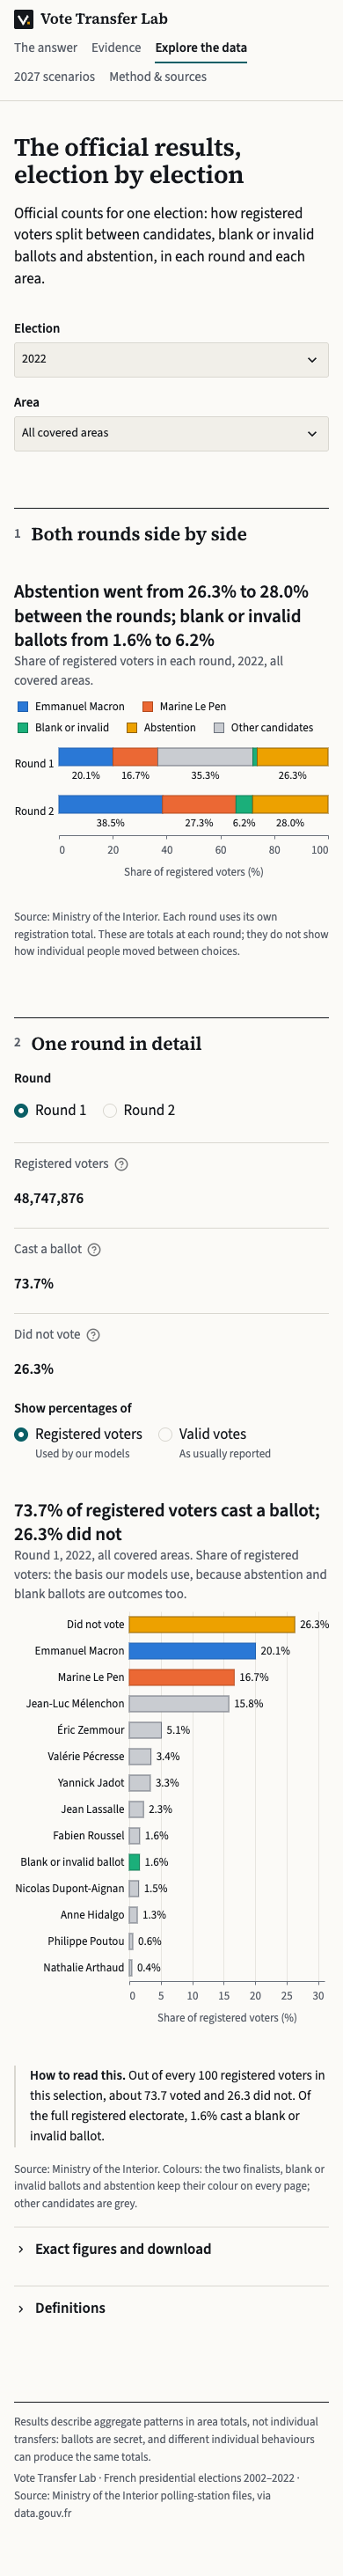 Vote Transfer Lab
The answer Evidence Explore the data
2027 scenarios Method & sources
The official results,
election by election
Official counts for one election: how registered
voters split between candidates, blank or invalid
ballots and abstention, in each round and each
area.
Election
2022
Area
All covered areas
1 Both rounds side by side
Abstention went from 26.3% to 28.0%
between the rounds; blank or invalid
ballots from 1.6% to 6.2%
Share of registered voters in each round, 2022, all
covered areas.
Emmanuel Macron Marine Le Pen
Blank or invalid Abstention Other candidates
Round 1
20.1% 16.7% 35.3% 26.3%
Round 2
38.5% 27.3% 6.2% 28.0%
0 20 40 60 80 100
Share of registered voters (%)
Source: Ministry of the Interior. Each round uses its own
registration total. These are totals at each round; they do not show
how individual people moved between choices.
2 One round in detail
Round
Round 1 Round 2
Registered voters ?
48,747,876
Cast a ballot ?
73.7%
Did not vote ?
26.3%
Show percentages of
Registered voters Valid votes
Used by our models As usually reported
73.7% of registered voters cast a ballot;
26.3% did not
Round 1, 2022, all covered areas. Share of registered
voters: the basis our models use, because abstention and
blank ballots are outcomes too.
Did not vote 26.3%
Emmanuel Macron 20.1%
Marine Le Pen 16.7%
Jean-Luc Mélenchon 15.8%
Éric Zemmour 5.1%
Valérie Pécresse 3.4%
Yannick Jadot 3.3%
Jean Lassalle 2.3%
Fabien Roussel 1.6%
Blank or invalid ballot 1.6%
Nicolas Dupont-Aignan 1.5%
Anne Hidalgo 1.3%
Philippe Poutou 0.6%
Nathalie Arthaud 0.4%
0 5 10 15 20 25 30
Share of registered voters (%)
How to read this. Out of every 100 registered voters in
this selection, about 73.7 voted and 26.3 did not. Of
the full registered electorate, 1.6% cast a blank or
invalid ballot.
Source: Ministry of the Interior. Colours: the two finalists, blank or
invalid ballots and abstention keep their colour on every page;
other candidates are grey.
Exact figures and download
Definitions
Results describe aggregate patterns in area totals, not individual
transfers: ballots are secret, and different individual behaviours
can produce the same totals.
Vote Transfer Lab · French presidential elections 2002–2022 ·
Source: Ministry of the Interior polling-station files, via
data.gouv.fr